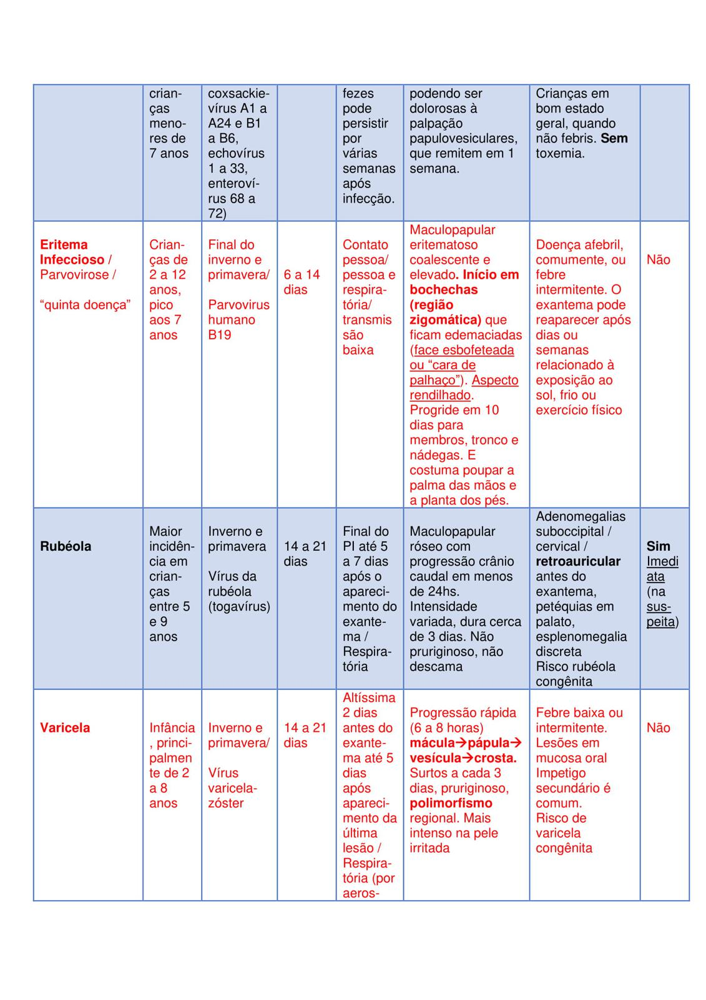 crian-
ças
meno-
res de
7 anos
coxsackie-
vírus A1 a
A24 e B1
a B6,
echovírus
1 a 33,
enteroví-
rus 68 a
72)
fezes
pode
persistir
por
várias
semanas
após
infecção.
podendo ser
dolorosas à
palpação
papulovesiculares,
que remitem em 1
semana.
Crianças em
bom estado
geral, quando
não febris. Sem
toxemia.
Eritema
Infeccioso /
Parvovirose /
“quinta doença”
Crian-
ças de
2 a 12
anos,
pico
aos 7
anos
Final do
inverno e
primavera/
Parvovirus
humano
B19
6 a 14
dias
Contato
pessoa/
pessoa e
respira-
tória/
transmis
são
baixa
Maculopapular
eritematoso
coalescente e
elevado. Início em
bochechas
(região
zigomática) que
ficam edemaciadas
(face esbofeteada
ou “cara de
palhaço”). Aspecto
rendilhado.
Progride em 10
dias para
membros, tronco e
nádegas. E
costuma poupar a
palma das mãos e
a planta dos pés.
Doença afebril,
comumente, ou
febre
intermitente. O
exantema pode
reaparecer após
dias ou
semanas
relacionado à
exposição ao
sol, frio ou
exercício físico
Não
Rubéola
Maior
incidên-
cia em
crian-
ças
entre 5
e 9
anos
Inverno e
primavera
Vírus da
rubéola
(togavírus)
14 a 21
dias
Final do
PI até 5
a 7 dias
após o
apareci-
mento do
exante-
ma /
Respira-
tória
Maculopapular
róseo com
progressão crânio
caudal em menos
de 24hs.
Intensidade
variada, dura cerca
de 3 dias. Não
pruriginoso, não
descama
Adenomegalias
suboccipital /
cervical /
retroauricular
antes do
exantema,
petéquias em
palato,
esplenomegalia
discreta
Risco rubéola
congênita
Sim
Imedi
ata
(na
sus-
peita)
Varicela
Infância
, princi-
palmen
te de 2
a 8
anos
Inverno e
primavera/
Vírus
varicela-
zóster
14 a 21
dias
Altíssima
2 dias
antes do
exante-
ma até 5
dias
após
apareci-
mento da
última
lesão /
Respira-
tória (por
aeros-
Progressão rápida
(6 a 8 horas)
mácula→pápula→
vesícula→crosta.
Surtos a cada 3
dias, pruriginoso,
polimorfismo
regional. Mais
intenso na pele
irritada
Febre baixa ou
intermitente.
Lesões em
mucosa oral
Impetigo
secundário é
comum.
Risco de
varicela
congênita
Não